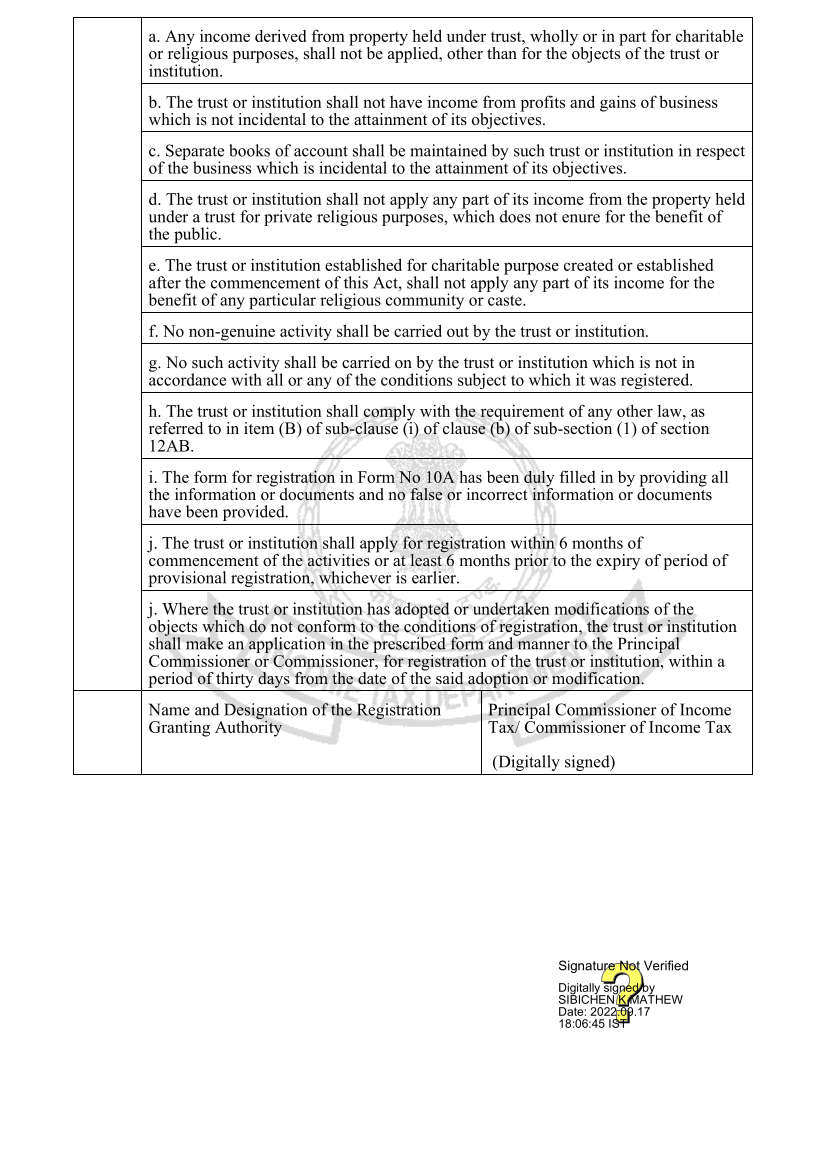 a. Any income derived from property held under trust, wholly or in part for charitable
or religious purposes, shall not be applied, other than for the objects of the trust or
institution.
b. The trust or institution shall not have income from profits and gains of business
which is not incidental to the attainment of its objectives.
c. Separate books of account shall be maintained by such trust or institution in respect
of the business which is incidental to the attainment of its objectives.
d. The trust or institution shall not apply any part of its income from the property held
under a trust for private religious purposes, which does not enure for the benefit of
the public.
e. The trust or institution established for charitable purpose created or established
after the commencement of this Act, shall not apply any part of its income for the
benefit of any particular religious community or caste.
f. No non-genuine activity shall be carried out by the trust or institution.
g. No such activity shall be carried on by the trust or institution which is not in
accordance with all or any of the conditions subject to which it was registered.
h. The trust or institution shall comply with the requirement of any other law, as
referred to in item (B) of sub-clause (i) of clause (b) of sub-section (1) of section
12AB.
i. The form for registration in Form No 10A has been duly filled in by providing all
the information or documents and no false or incorrect information or documents
have been provided.
j. The trust or institution shall apply for registration within 6 months of
commencement of the activities or at least 6 months prior to the expiry of period of
provisional registration, whichever is earlier.
j. Where the trust or institution has adopted or undertaken modifications of the
objects which do not conform to the conditions of registration, the trust or institution
shall make an application in the prescribed form and manner to the Principal
Commissioner or Commissioner, for registration of the trust or institution, within a
period of thirty days from the date of the said adoption or modification.
INCOME TAX DEPARTMENT
Name and Designation of the Registration
Granting Authority
Principal Commissioner of Income
Tax/ Commissioner of Income Tax
(Digitally signed)
Signature Not Verified
Digitally signed by
SIBICHEN K MATHEW
Date: 2022.09.17
18:06:45 IST